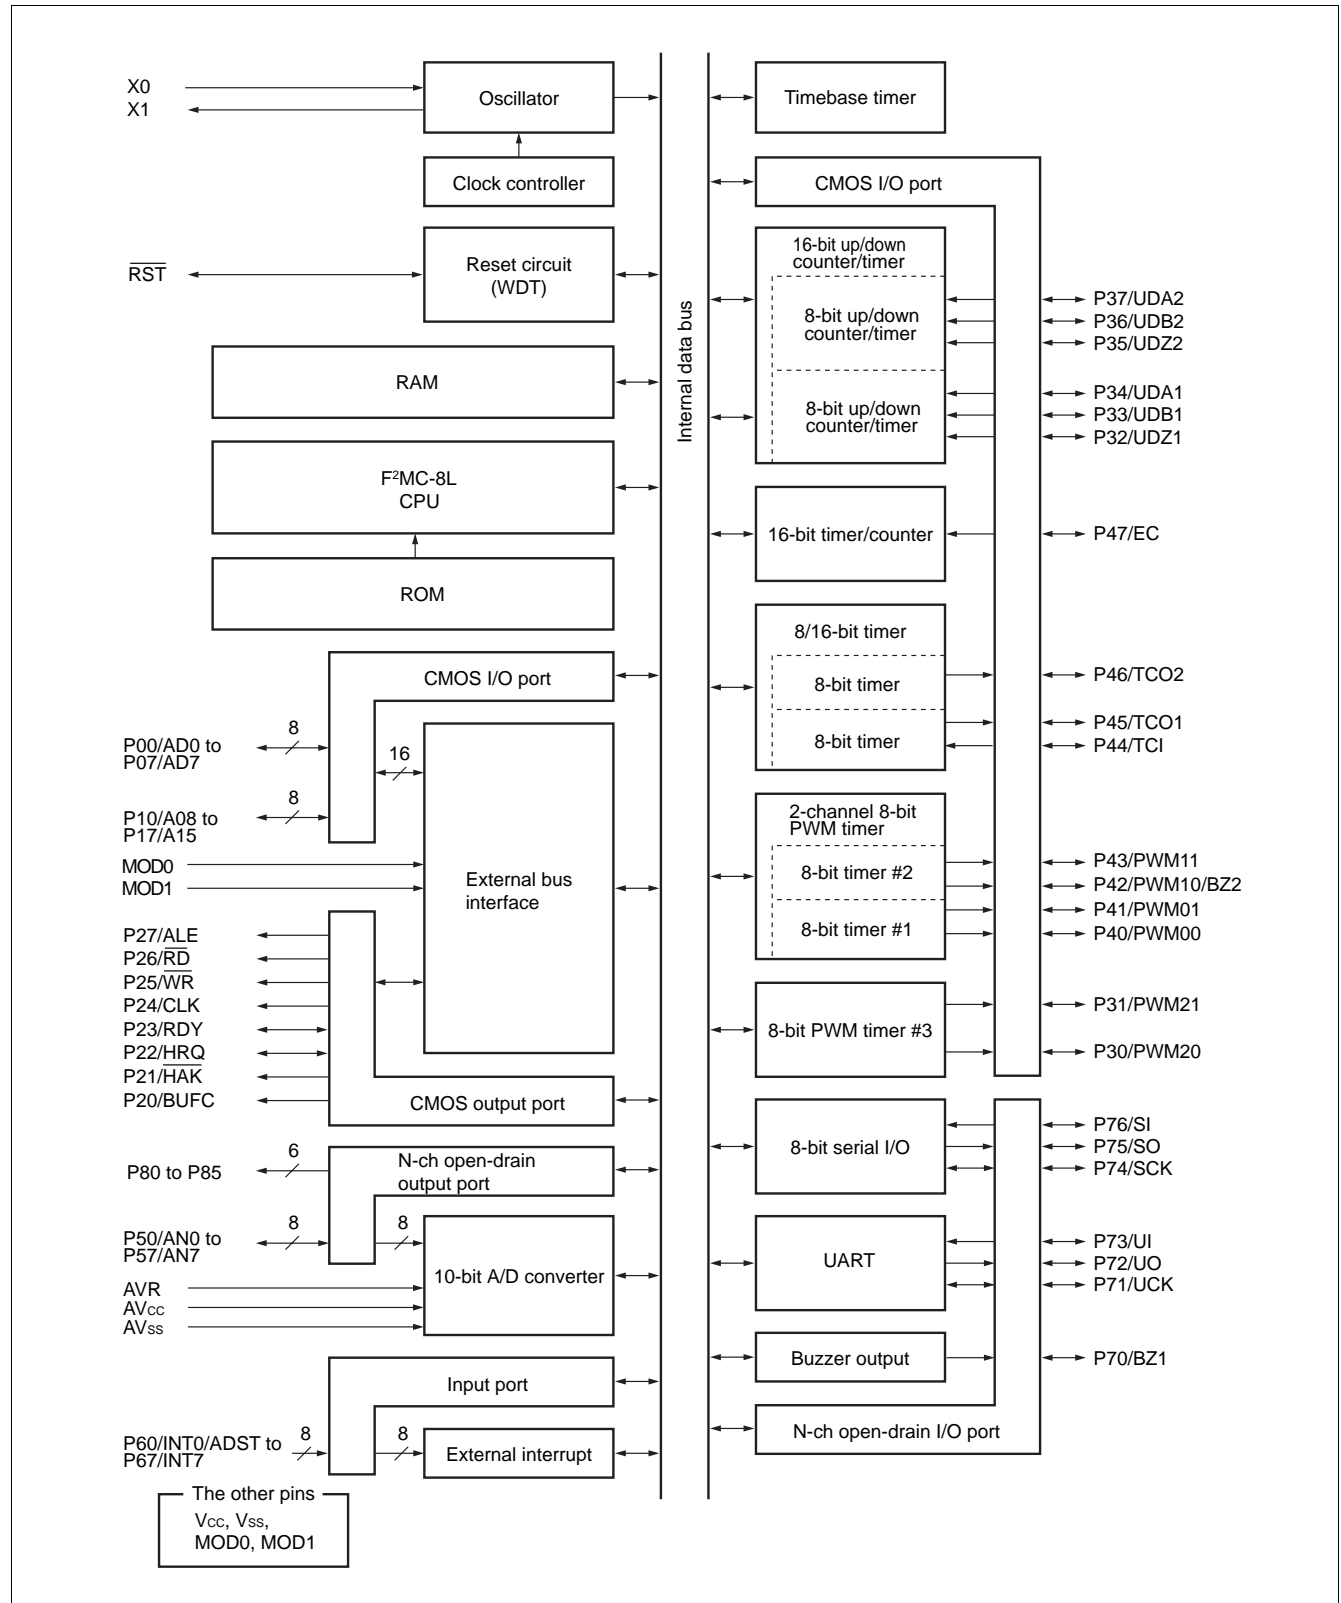 X0
X1
Oscillator
Clock controller
RST
Reset circuit
(WDT)
RAM
F²MC-8L
CPU
ROM
CMOS I/O port
P00/AD0 to
P07/AD7
8
16
P10/A08 to
P17/A15
8
MOD0
MOD1
External bus
interface
P27/ALE
P26/RD
P25/WR
P24/CLK
P23/RDY
P22/HRQ
P21/HAK
P20/BUFC
CMOS output port
P80 to P85
6
N-ch open-drain
output port
P50/AN0 to
P57/AN7
8
8
10-bit A/D converter
AVR
AVCC
AVSS
Input port
P60/INT0/ADST to
P67/INT7
8
8
External interrupt
The other pins
VCC, VSS,
MOD0, MOD1
Internal data bus
Timebase timer
CMOS I/O port
16-bit up/down
counter/timer
8-bit up/down
counter/timer
8-bit up/down
counter/timer
P37/UDA2
P36/UDB2
P35/UDZ2
P34/UDA1
P33/UDB1
P32/UDZ1
16-bit timer/counter
P47/EC
8/16-bit timer
8-bit timer
8-bit timer
P46/TCO2
P45/TCO1
P44/TCI
2-channel 8-bit
PWM timer
8-bit timer #2
8-bit timer #1
P43/PWM11
P42/PWM10/BZ2
P41/PWM01
P40/PWM00
8-bit PWM timer #3
P31/PWM21
P30/PWM20
8-bit serial I/O
P76/SI
P75/SO
P74/SCK
UART
P73/UI
P72/UO
P71/UCK
Buzzer output
P70/BZ1
N-ch open-drain I/O port